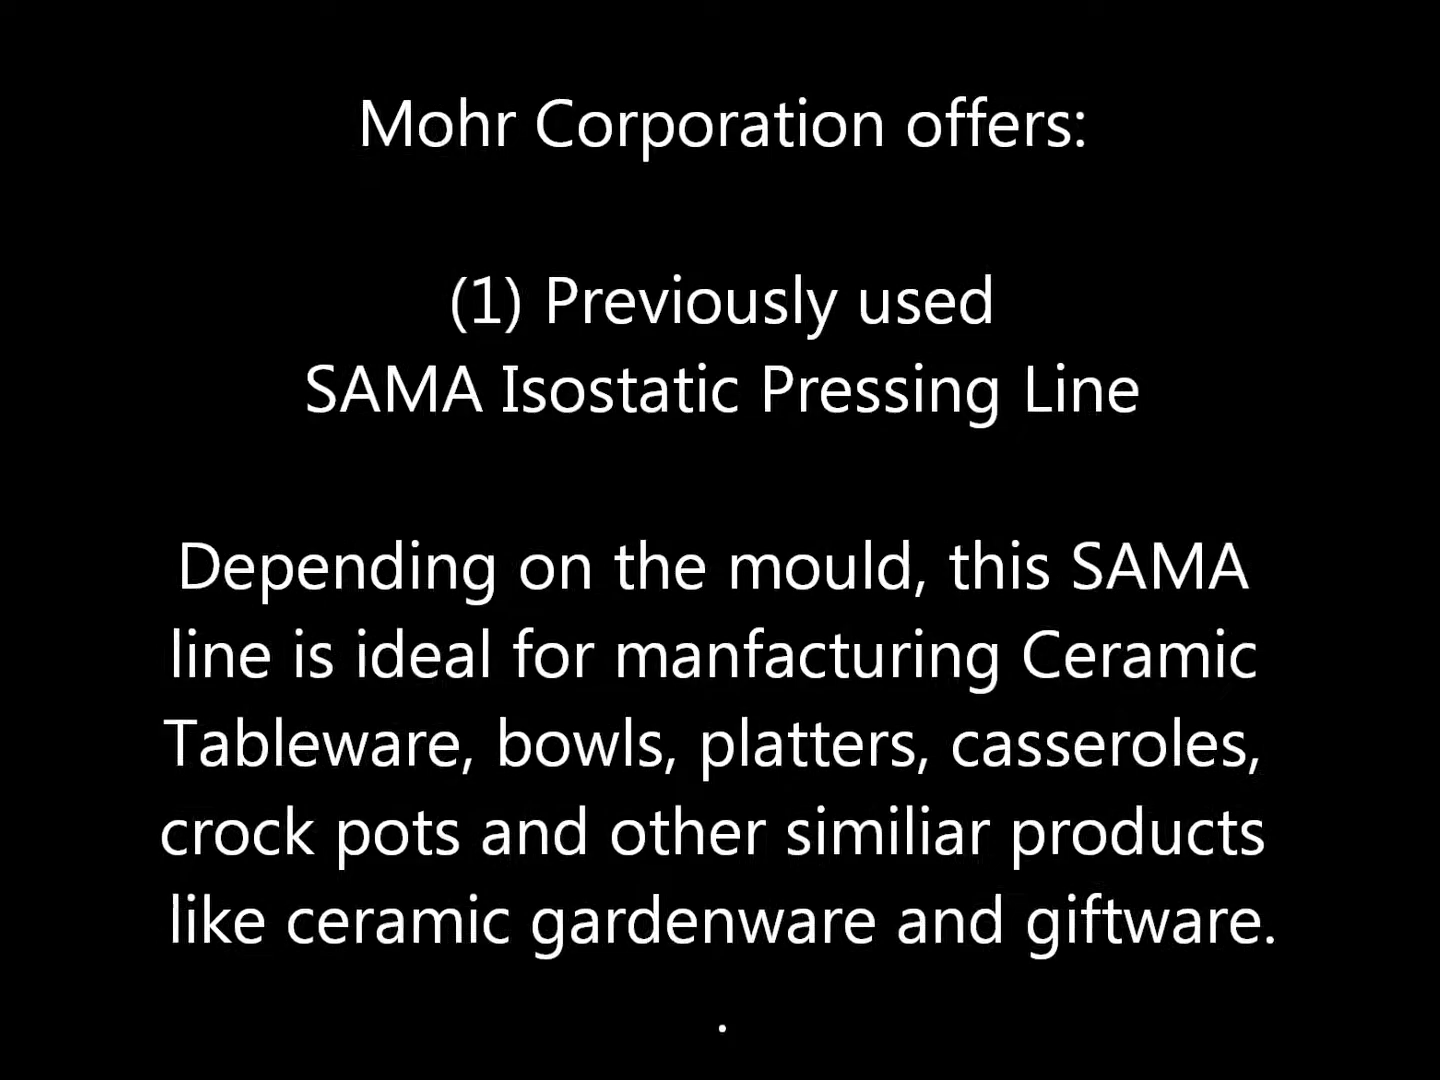 Mohr Corporation offers:
(1) Previously used
SAMA Isostatic Pressing Line
Depending on the mould, this SAMA
line is ideal for manfacturing Ceramic
Tableware, bowls, platters, casseroles,
crock pots and other similiar products
like ceramic gardenware and giftware.
.